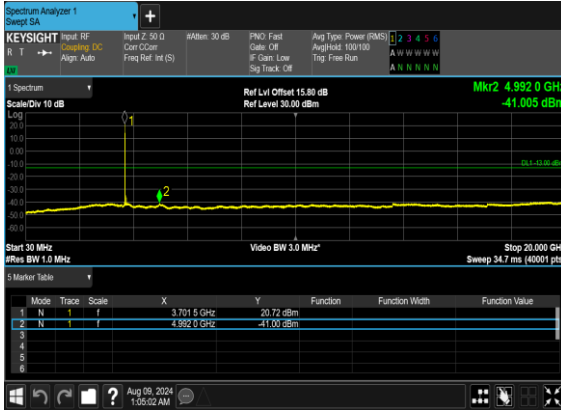 Spectrum Analyzer 1
Swept SA
+
KEYSIGHT Input: RF Input Z: 50 Ω #Atten: 30 dB PNO: Fast Avg Type: Power (RMS) 1 2 3 4 5 6
R T Coupling: DC Corr CCorr Gate: Off Avg|Hold: 100/100 A W W W W W
Align: Auto Freq Ref: Int (S) IF Gain: Low Trig: Free Run
Sig Track: Off A N N N N N
1 Spectrum Ref Lvl Offset 15.80 dB Mkr2 4.992 0 GHz
Scale/Div 10 dB Ref Level 30.00 dBm -41.005 dBm
Log
1
20.0
10.0
0.00
-10.0 DL1 -13.00 dBm
-20.0
-30.0
2
-40.0
-50.0
-60.0
Start 30 MHz Video BW 3.0 MHz* Stop 20.000 GHz
#Res BW 1.0 MHz Sweep 34.7 ms (40001 pts)
5 Marker Table
Mode Trace Scale X Y Function Function Width Function Value
1 N 1 f 3.701 5 GHz 20.72 dBm
2 N 1 f 4.992 0 GHz -41.00 dBm
3
4
5
6
? Aug 09, 2024
1:05:02 AM